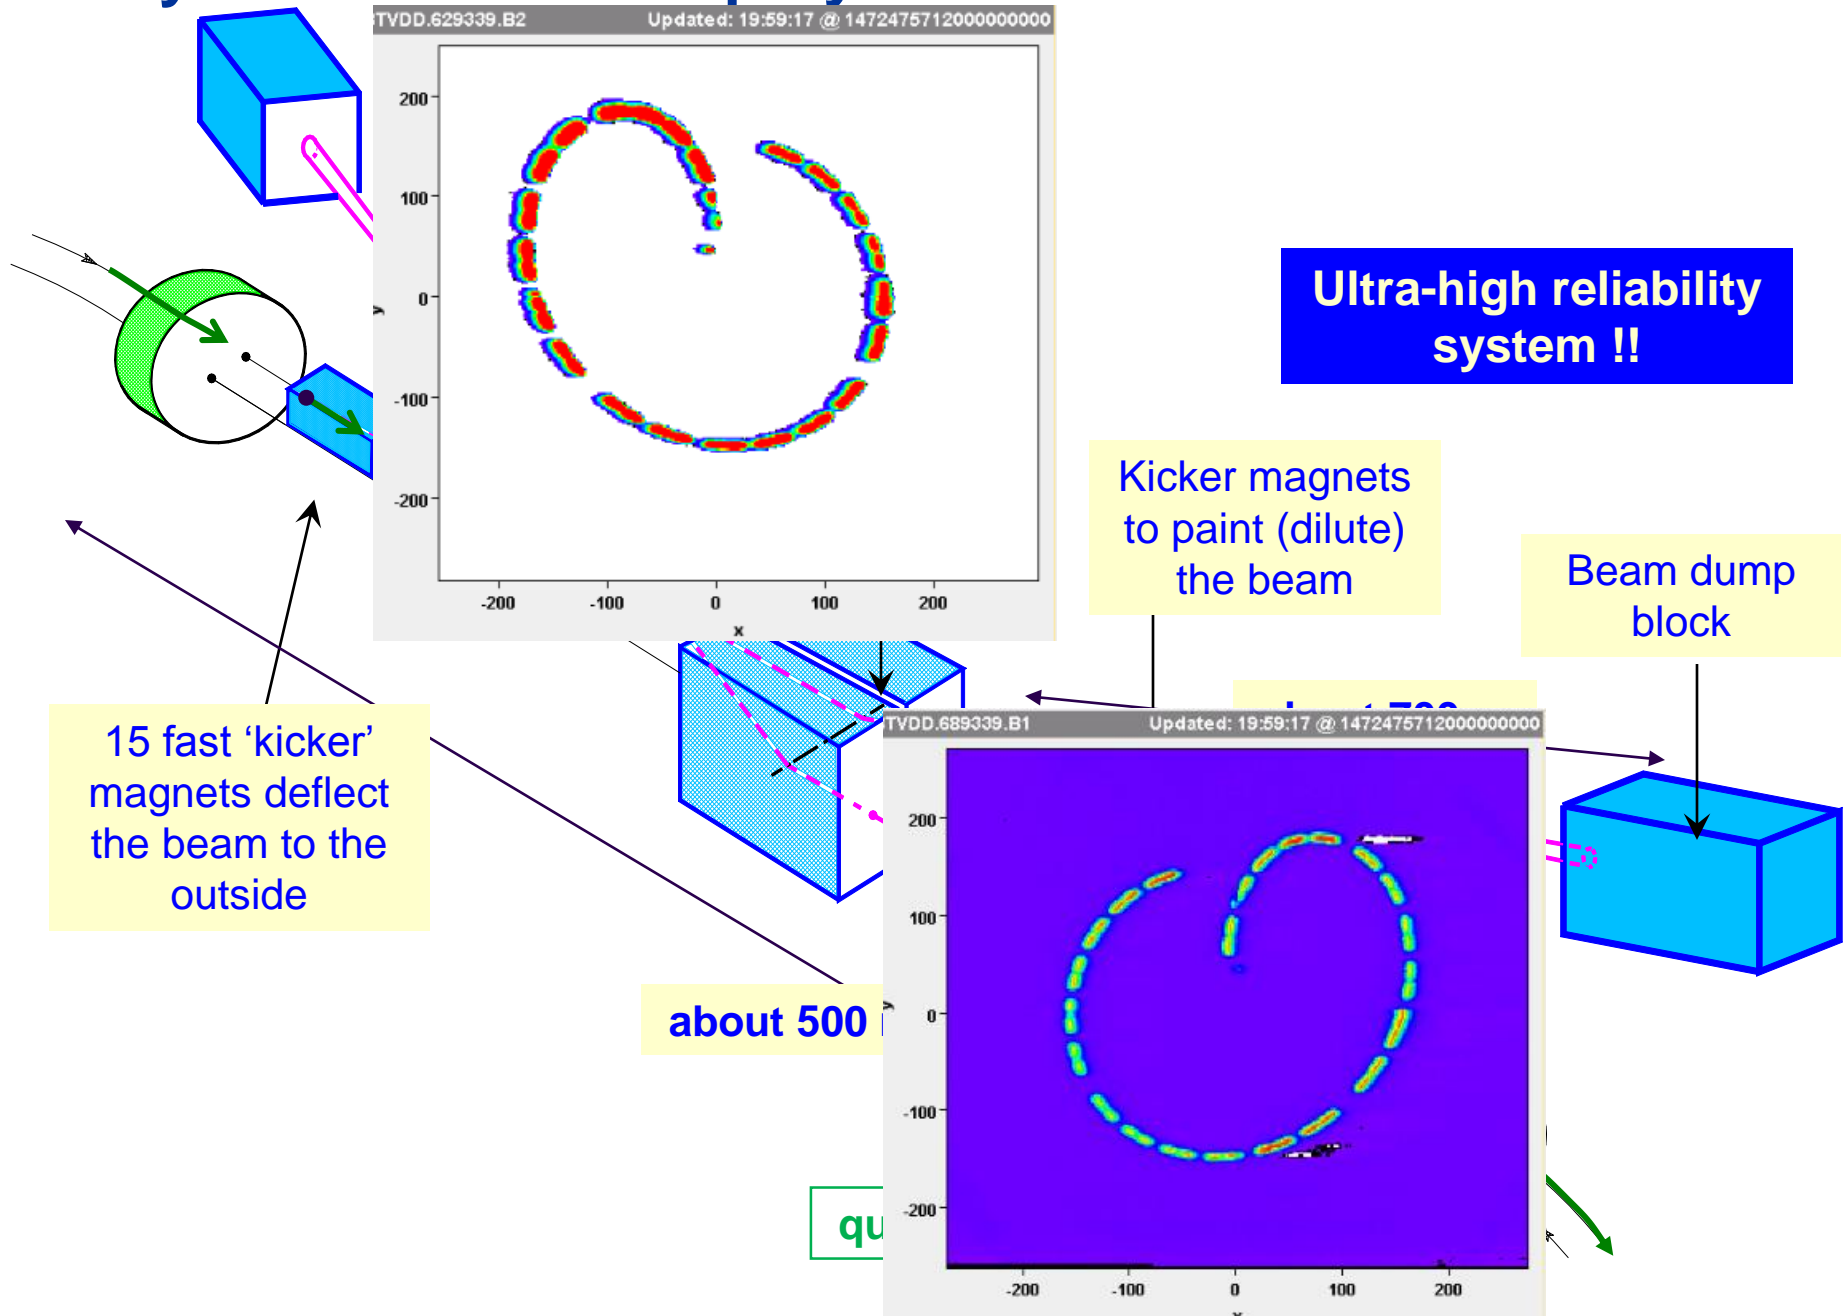 TVDD.629339.B2 Updated: 19:59:17 @ 1472475712000000000
200
100
0
-100
-200
y
-200 -100 0 100 200
x
Ultra-high reliability
system !!
Kicker magnets
to paint (dilute)
the beam
Beam dump
block
15 fast ‘kicker’
magnets deflect
the beam to the
outside
about 500
TVDD.689339.B1 Updated: 19:59:17 @ 1472475712000000000
200
100
0
-100
-200
y
-200 -100 0 100 200